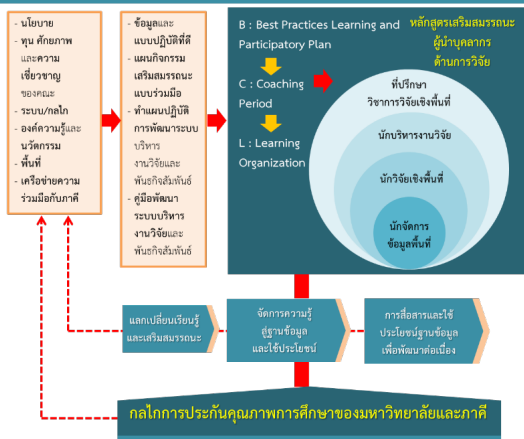 - นโยบาย
- ทุน ศักยภาพ
และความ
เชี่ยวชาญ
ของคณะ
- ระบบ/กลไก
- องค์ความรู้และ
นวัตกรรม
- พื้นที่
- เครือข่ายความ
ร่วมมือกับภาคี
- ข้อมูลและ
แบบปฏิบัติที่ดี
- แผนกิจกรรม
เสริมสมรรถนะ
แบบร่วมมือ
- ทำแผนปฏิบัติ
การพัฒนาระบบ
บริหาร
งานวิจัยและ
พันธกิจสัมพันธ์
- คู่มือพัฒนา
ระบบบริหาร
งานวิจัยและ
พันธกิจสัมพันธ์
B : Best Practices Learning and
Participatory Plan
C : Coaching
Period
L : Learning
Organization
หลักสูตรเสริมสมรรถนะ
ผู้นำบุคลากร
ด้านการวิจัย
ที่ปรึกษา
วิชาการวิจัยเชิงพื้นที่
นักบริหารงานวิจัย
นักวิจัยเชิงพื้นที่
นักจัดการ
ข้อมูลพื้นที่
แลกเปลี่ยนเรียนรู้
และเสริมสมรรถนะ
จัดการความรู้
สู่ฐานข้อมูล
และใช้ประโยชน์
การสื่อสารและใช้
ประโยชน์ฐานข้อมูล
เพื่อพัฒนาต่อเนื่อง
กลไกการประกันคุณภาพการศึกษาของมหาวิทยาลัยและภาคี